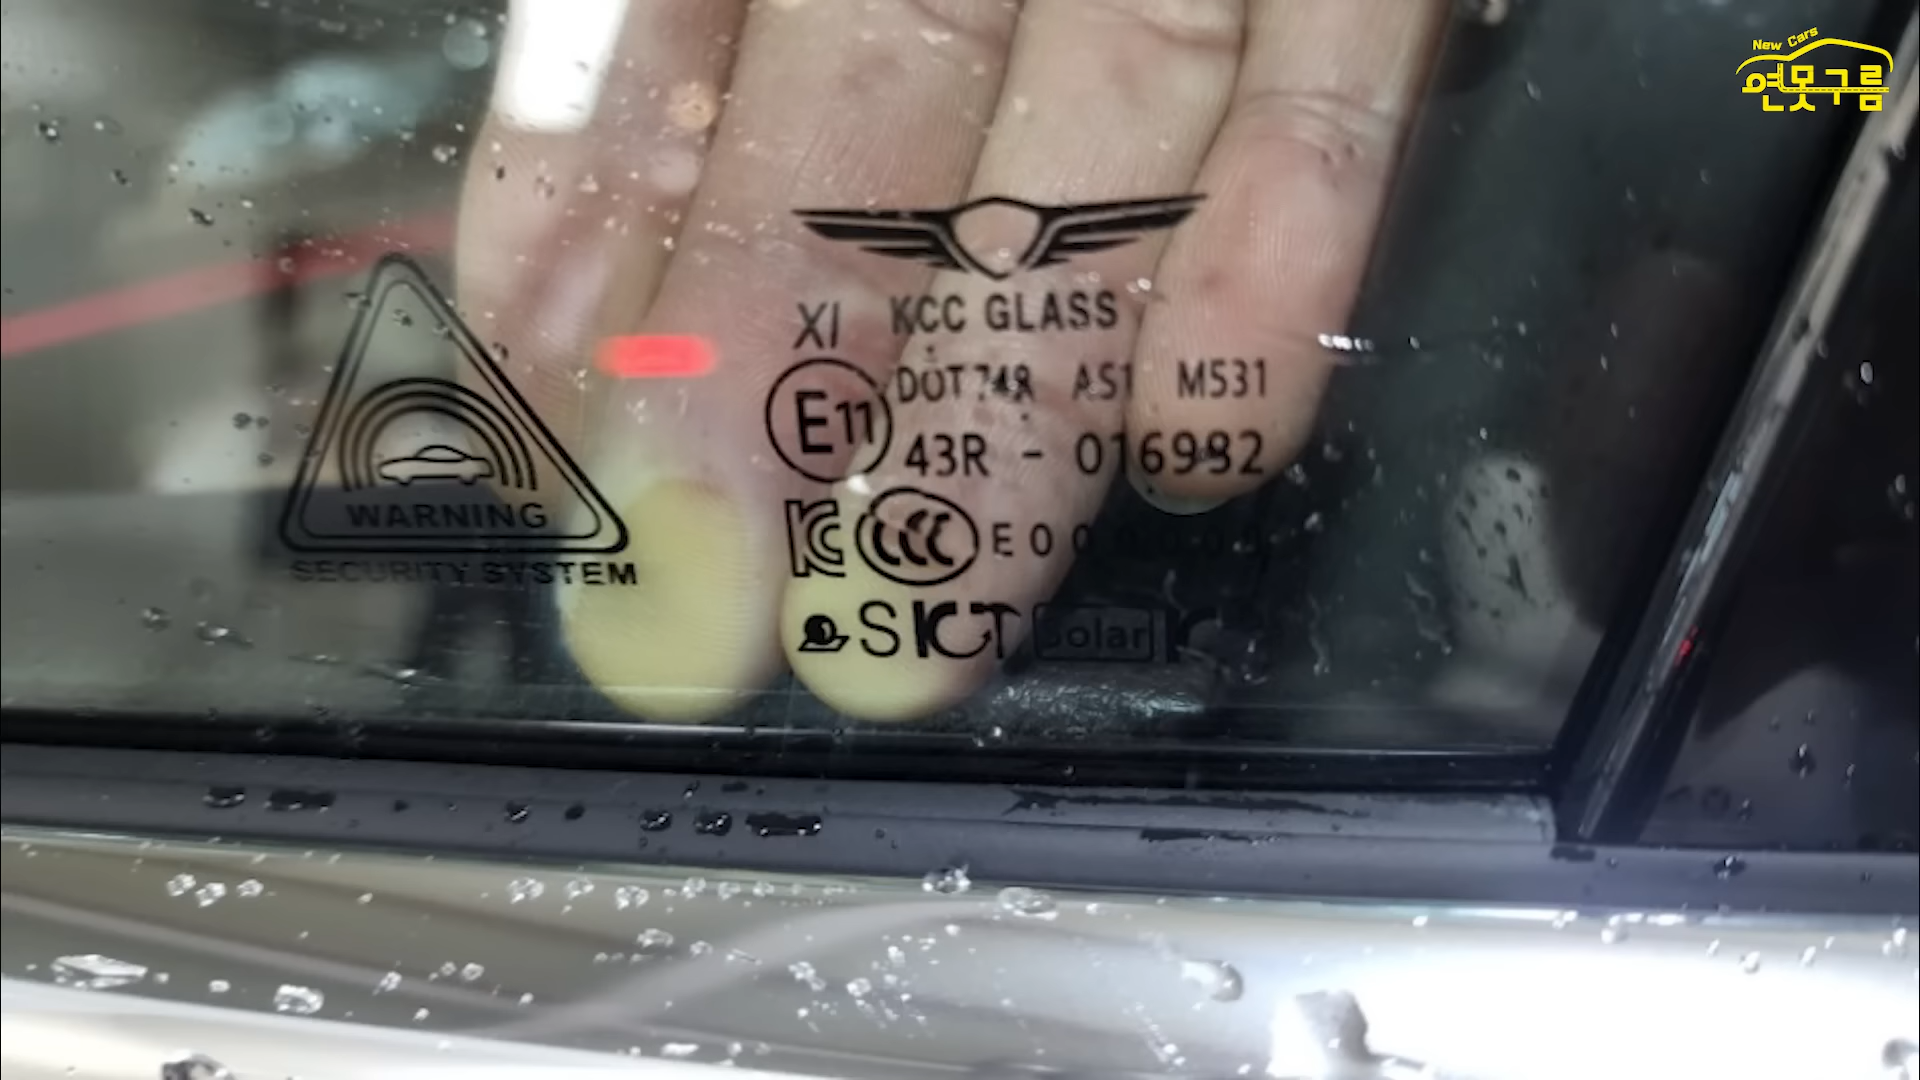 New Cars
연못구름
XI KCC GLASS
DOT 748 AS1 M531
E11 43R - 016982
WARNING
SECURITY SYSTEM
Solar